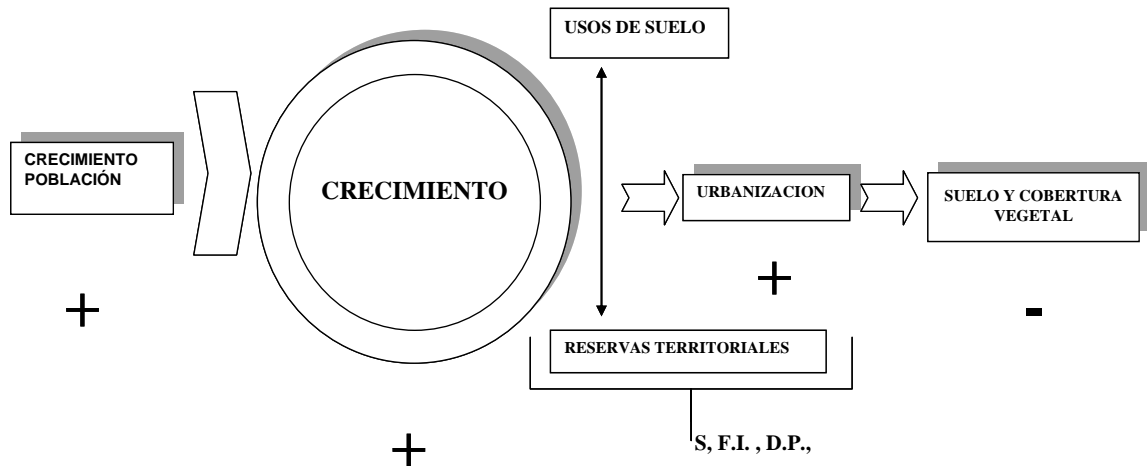 USOS DE SUELO
CRECIMIENTO
POBLACIÓN
CRECIMIENTO
URBANIZACION
SUELO Y COBERTURA
VEGETAL
+
+
-
RESERVAS TERRITORIALES
+
S, F.I. , D.P.,